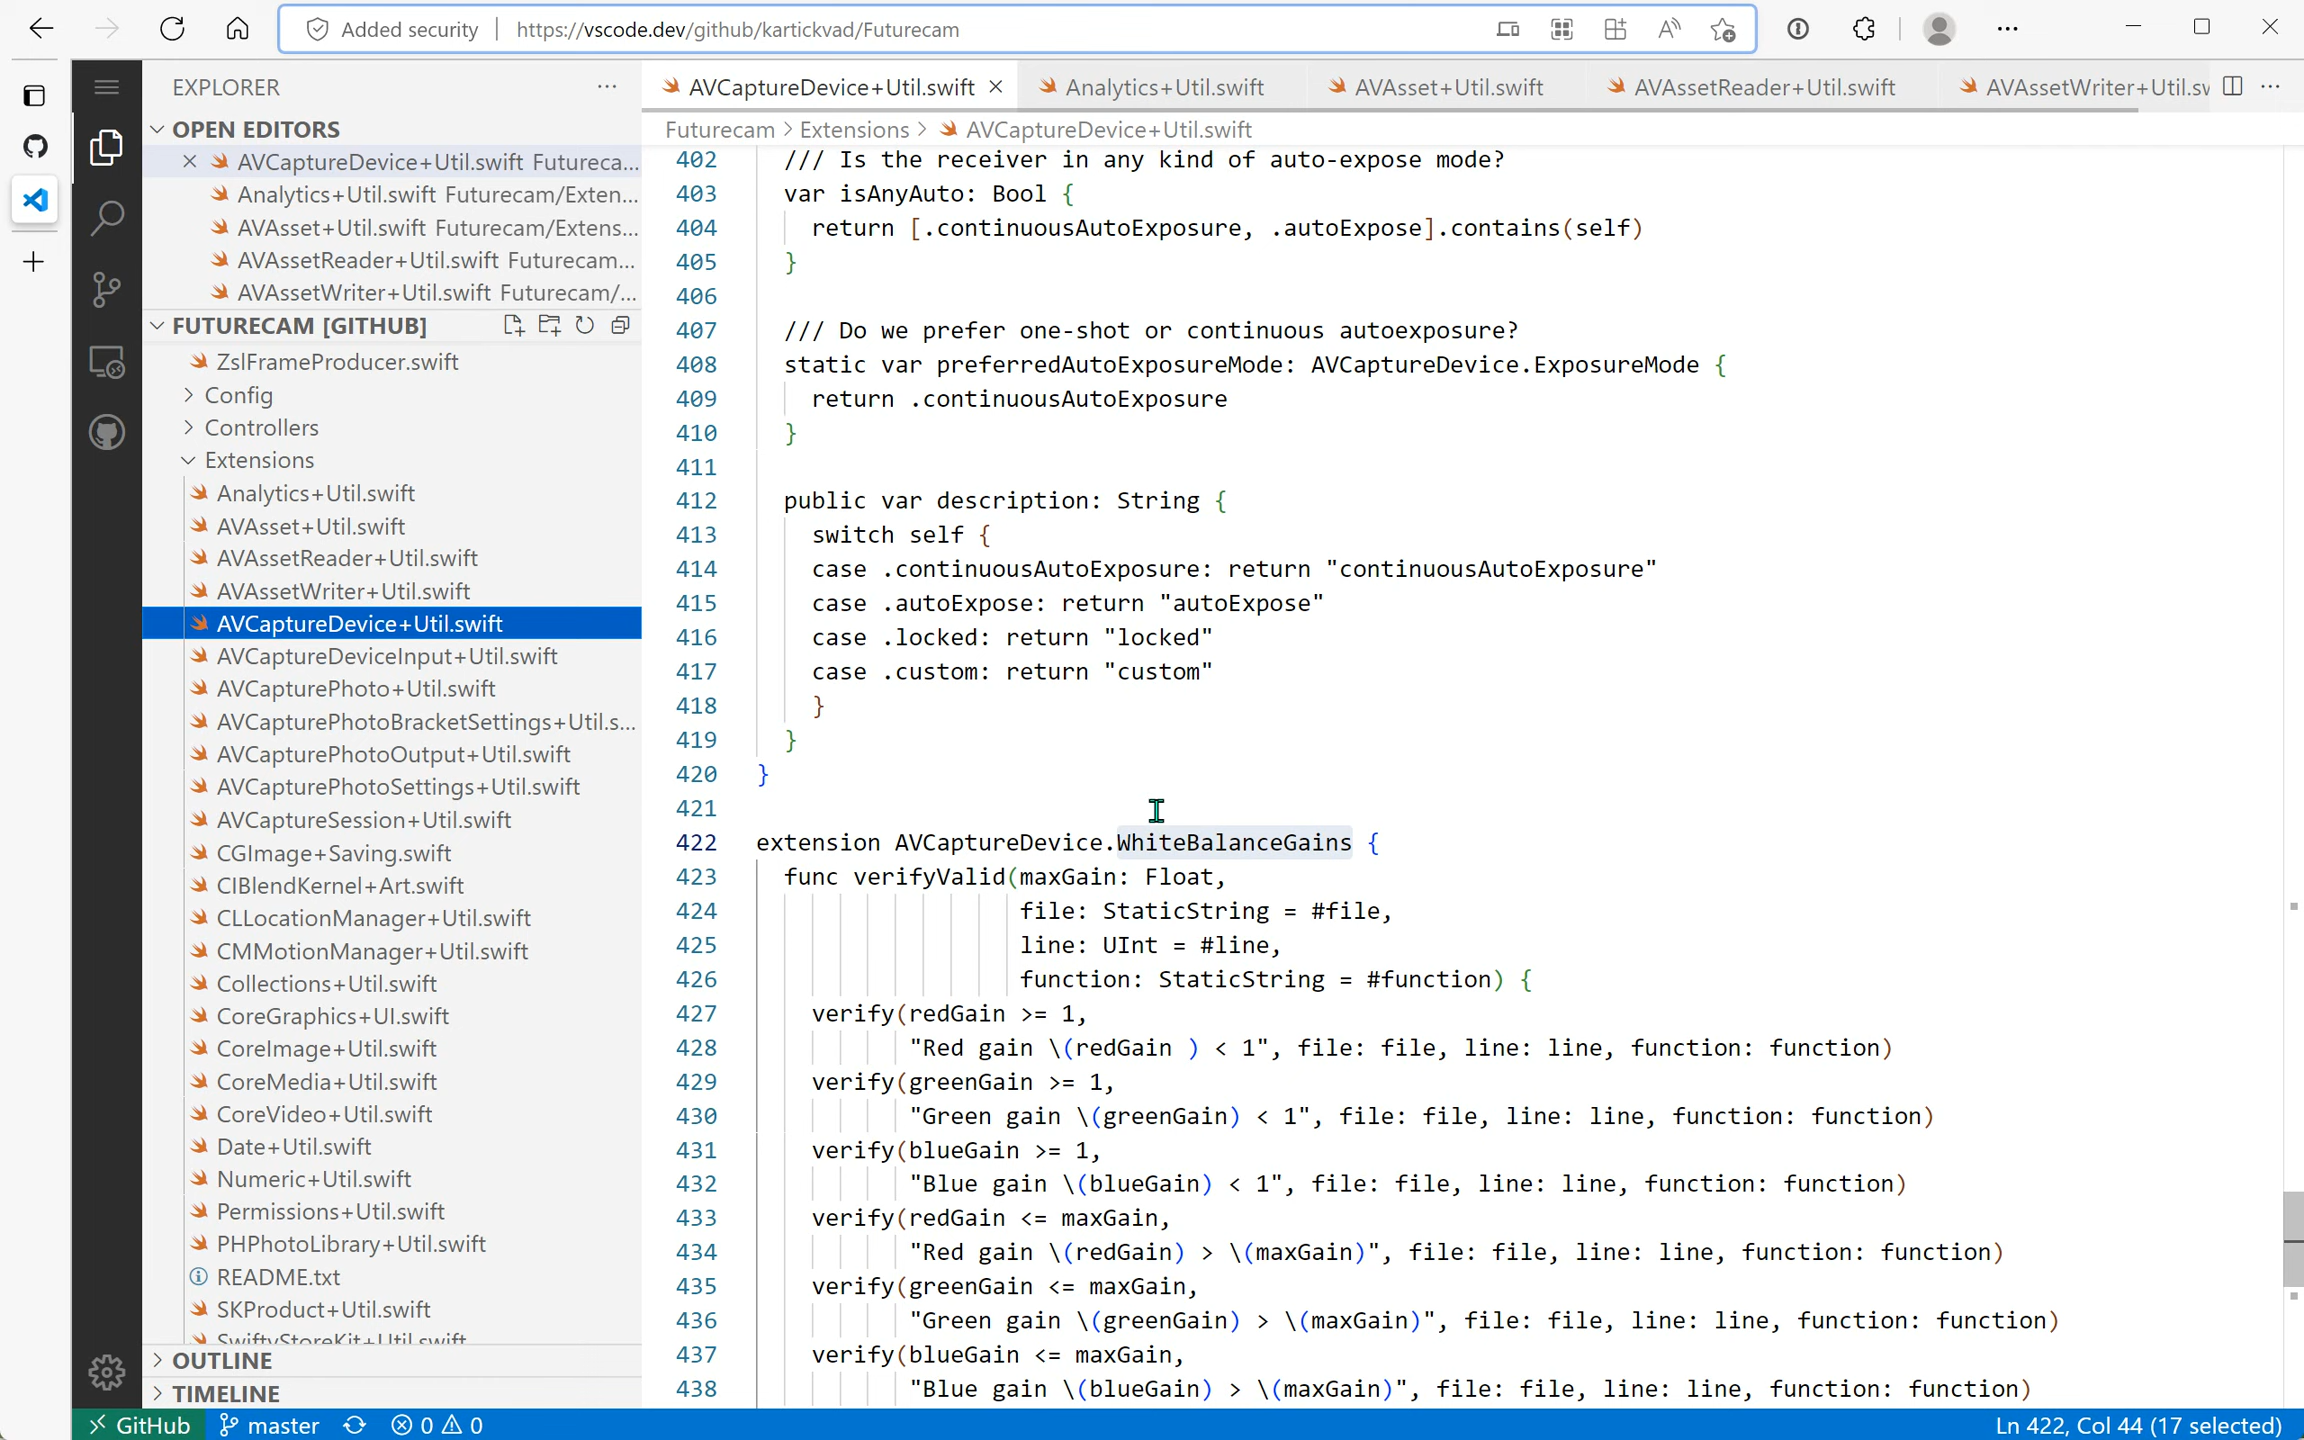 Added security | https://vscode.dev/github/kartickvad/Futurecam
EXPLORER
OPEN EDITORS
AVCaptureDevice+Util.swift Futureca...
Analytics+Util.swift Futurecam/Exten...
AVAsset+Util.swift Futurecam/Extens...
AVAssetReader+Util.swift Futurecam...
AVAssetWriter+Util.swift Futurecam/...
FUTURECAM [GITHUB]
ZslFrameProducer.swift
Config
Controllers
Extensions
Analytics+Util.swift
AVAsset+Util.swift
AVAssetReader+Util.swift
AVAssetWriter+Util.swift
AVCaptureDevice+Util.swift
AVCaptureDeviceInput+Util.swift
AVCapturePhoto+Util.swift
AVCapturePhotoBracketSettings+Util.s...
AVCapturePhotoOutput+Util.swift
AVCapturePhotoSettings+Util.swift
AVCaptureSession+Util.swift
CGImage+Saving.swift
CIBlendKernel+Art.swift
CLLocationManager+Util.swift
CMMotionManager+Util.swift
Collections+Util.swift
CoreGraphics+UI.swift
CoreImage+Util.swift
CoreMedia+Util.swift
CoreVideo+Util.swift
Date+Util.swift
Numeric+Util.swift
Permissions+Util.swift
PHPhotoLibrary+Util.swift
README.txt
SKProduct+Util.swift
SwiftyStoreKit+Util.swift
OUTLINE
TIMELINE
AVCaptureDevice+Util.swift Analytics+Util.swift AVAsset+Util.swift AVAssetReader+Util.swift AVAssetWriter+Util.sv
Futurecam > Extensions > AVCaptureDevice+Util.swift
402 /// Is the receiver in any kind of auto-expose mode?
403 var isAnyAuto: Bool {
404 return [.continuousAutoExposure, .autoExpose].contains(self)
405 }
406
407 /// Do we prefer one-shot or continuous autoexposure?
408 static var preferredAutoExposureMode: AVCaptureDevice.ExposureMode {
409 return .continuousAutoExposure
410 }
411
412 public var description: String {
413 switch self {
414 case .continuousAutoExposure: return "continuousAutoExposure"
415 case .autoExpose: return "autoExpose"
416 case .locked: return "locked"
417 case .custom: return "custom"
418 }
419 }
420 }
421
422 extension AVCaptureDevice.WhiteBalanceGains {
423 func verifyValid(maxGain: Float,
424 file: StaticString = #file,
425 line: UInt = #line,
426 function: StaticString = #function) {
427 verify(redGain >= 1,
428 "Red gain \(redGain ) < 1", file: file, line: line, function: function)
429 verify(greenGain >= 1,
430 "Green gain \(greenGain) < 1", file: file, line: line, function: function)
431 verify(blueGain >= 1,
432 "Blue gain \(blueGain) < 1", file: file, line: line, function: function)
433 verify(redGain <= maxGain,
434 "Red gain \(redGain) > \(maxGain)", file: file, line: line, function: function)
435 verify(greenGain <= maxGain,
436 "Green gain \(greenGain) > \(maxGain)", file: file, line: line, function: function)
437 verify(blueGain <= maxGain,
438 "Blue gain \(blueGain) > \(maxGain)", file: file, line: line, function: function)
GitHub master 0 0 Ln 422, Col 44 (17 selected)